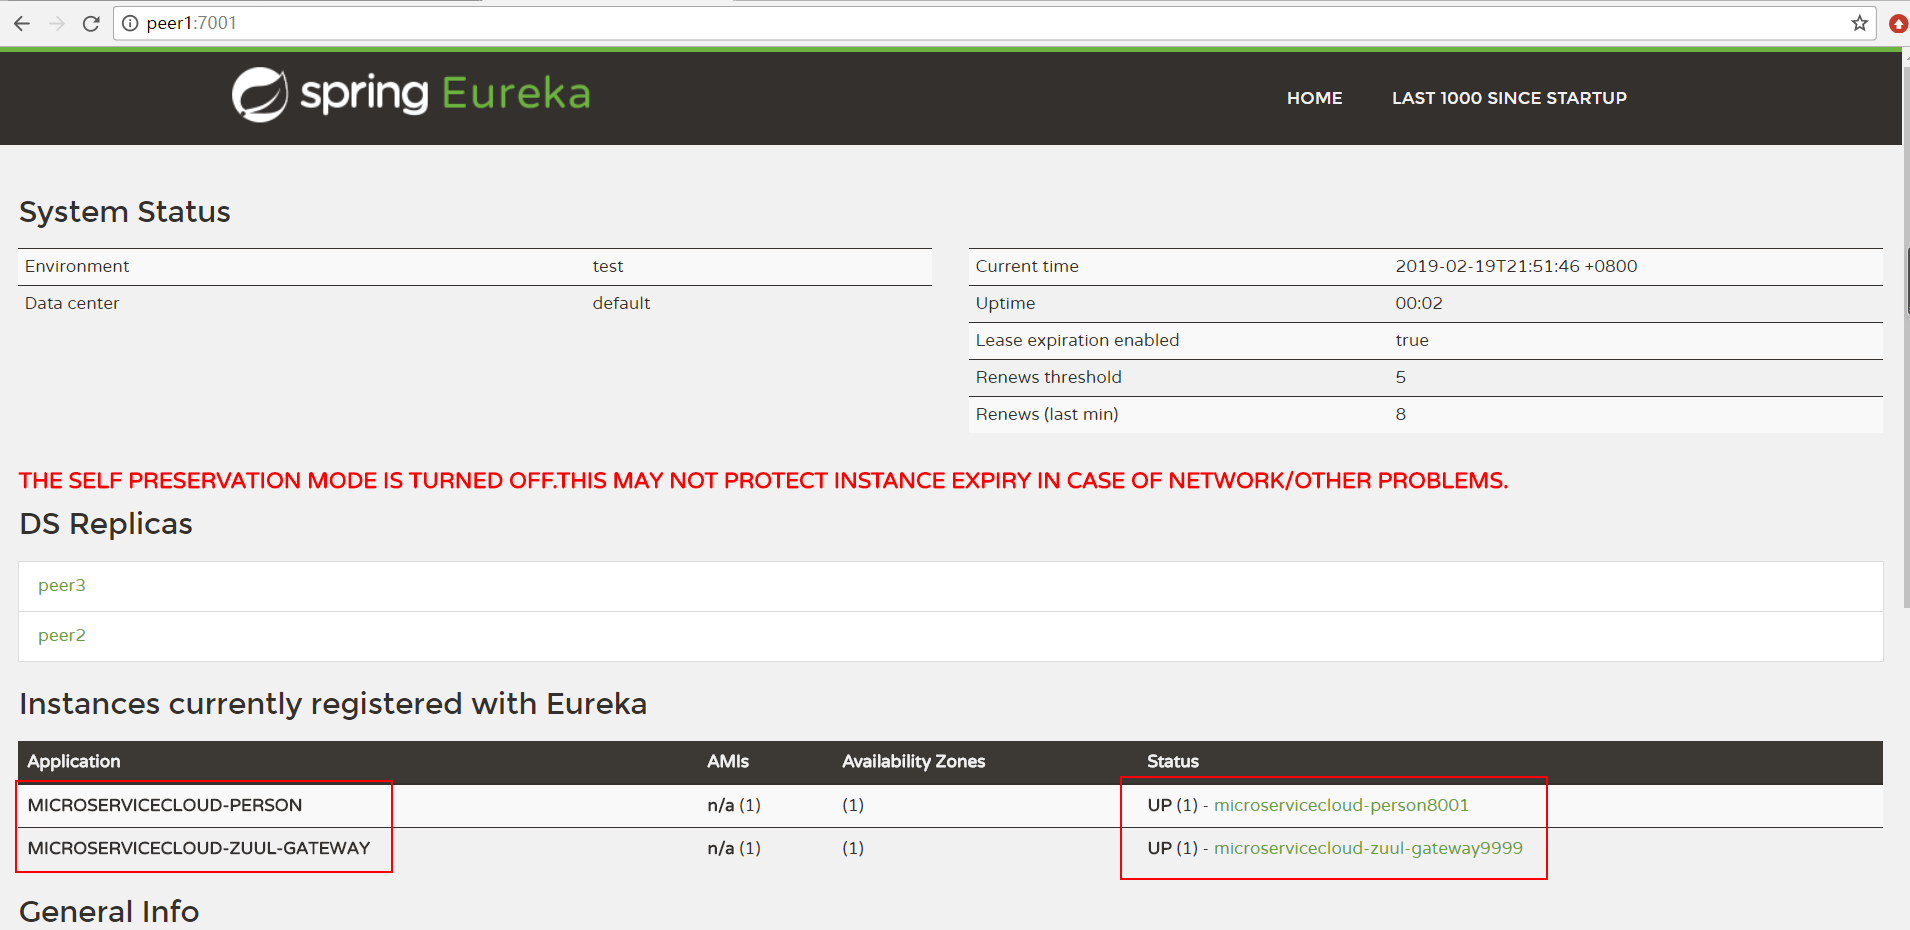 peer1:7001
spring Eureka
HOME LAST 1000 SINCE STARTUP
System Status
Environment test
Data center default
Current time 2019-02-19T21:51:46 +0800
Uptime 00:02
Lease expiration enabled true
Renews threshold 5
Renews (last min) 8
THE SELF PRESERVATION MODE IS TURNED OFF.THIS MAY NOT PROTECT INSTANCE EXPIRY IN CASE OF NETWORK/OTHER PROBLEMS.
DS Replicas
peer3
peer2
Instances currently registered with Eureka
Application AMIs Availability Zones Status
MICROSERVICECLOUD-PERSON n/a (1) (1) UP (1) - microservicecloud-person8001
MICROSERVICECLOUD-ZUUL-GATEWAY n/a (1) (1) UP (1) - microservicecloud-zuul-gateway9999
General Info